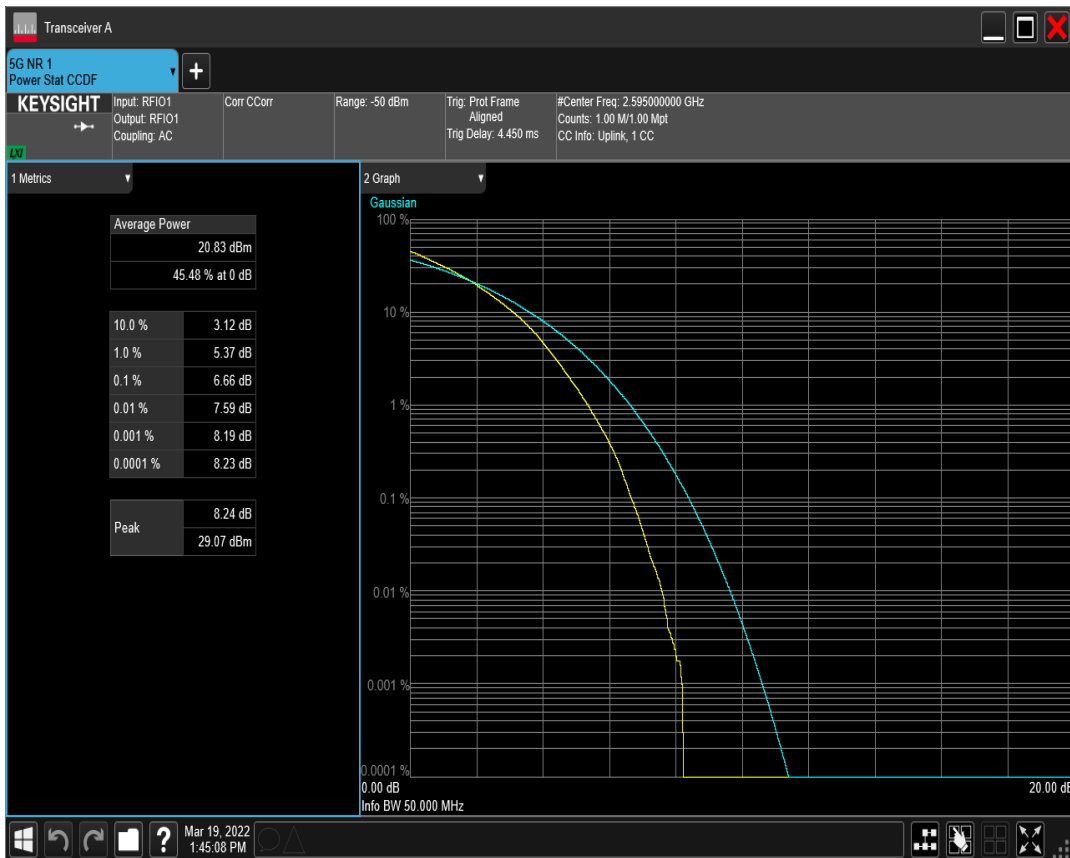 Transceiver A
5G NR 1
Power Stat CCDF
KEYSIGHT
LXI
Input: RFIO1
Output: RFIO1
Coupling: AC
Corr CCorr
Range: -50 dBm
Trig: Prot Frame
Aligned
Trig Delay: 4.450 ms
#Center Freq: 2.595000000 GHz
Counts: 1.00 M/1.00 Mpt
CC Info: Uplink, 1 CC
1 Metrics
Average Power
20.83 dBm
45.48 % at 0 dB
10.0 % 3.12 dB
1.0 % 5.37 dB
0.1 % 6.66 dB
0.01 % 7.59 dB
0.001 % 8.19 dB
0.0001 % 8.23 dB
Peak
8.24 dB
29.07 dBm
2 Graph
Gaussian
100 %
10 %
1 %
0.1 %
0.01 %
0.001 %
0.0001 %
0.00 dB 20.00 dB
Info BW 50.000 MHz
Mar 19, 2022
1:45:08 PM